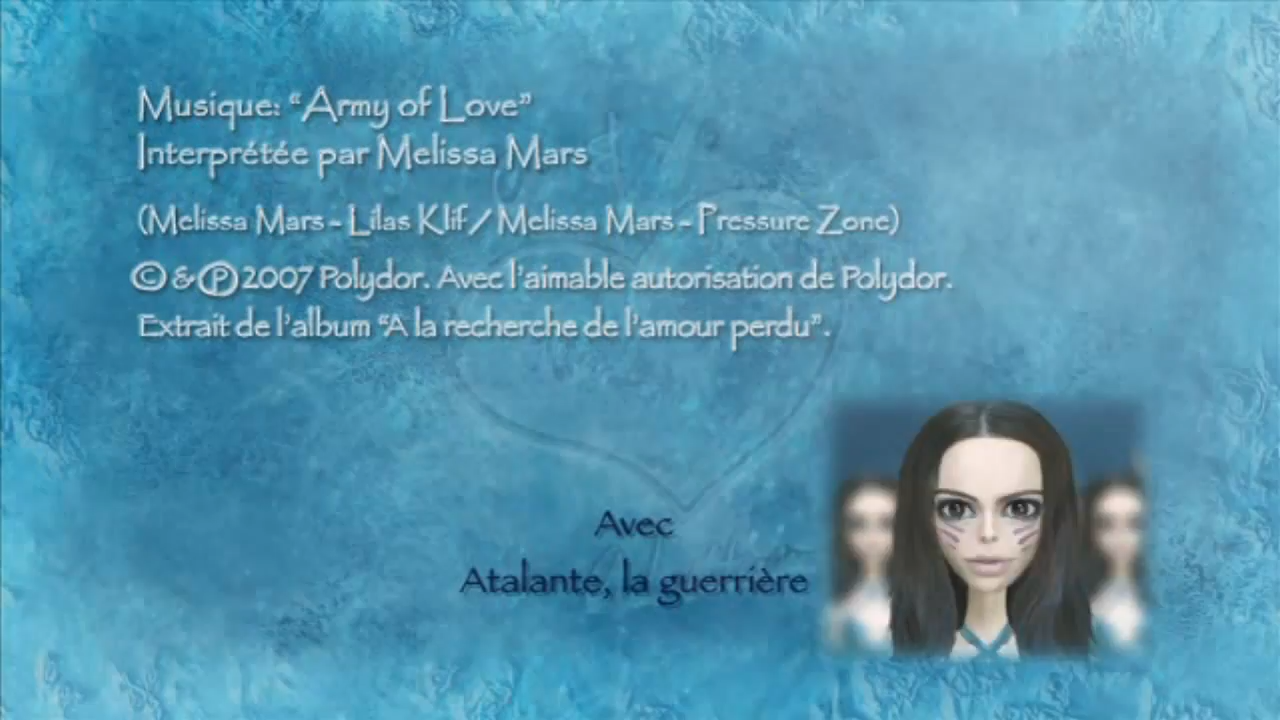 Musique: “Army of Love”
Interprétée par Melissa Mars
(Melissa Mars - Lilas Klif / Melissa Mars - Pressure Zone)
© & ℗ 2007 Polydor. Avec l’aimable autorisation de Polydor.
Extrait de l’album “A la recherche de l’amour perdu”.
Avec
Atalante, la guerrière